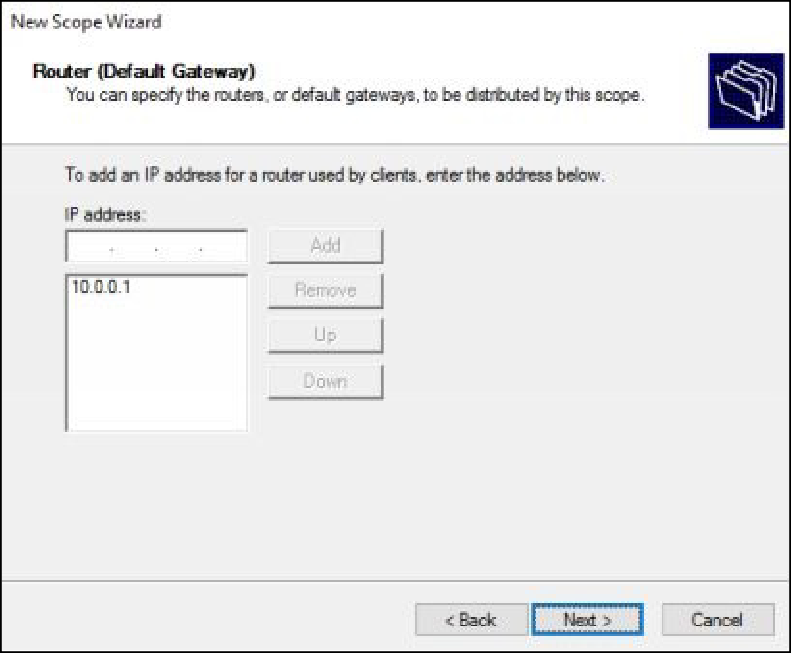 New Scope Wizard
Router (Default Gateway)
You can specify the routers, or default gateways, to be distributed by this scope.
To add an IP address for a router used by clients, enter the address below.
IP address:
. . .
Add
10.0.0.1
Remove
Up
Down
< Back
Next >
Cancel